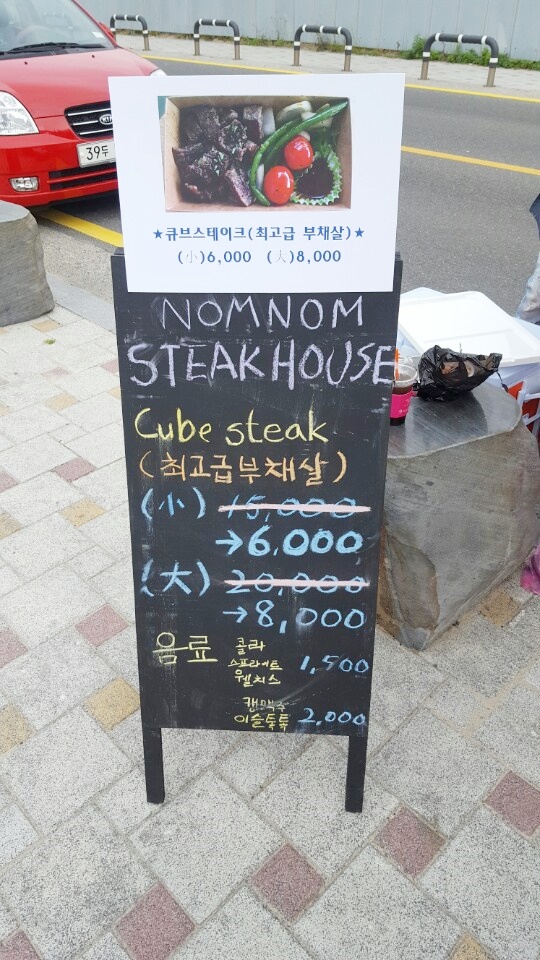 39두
★큐브스테이크(최고급 부채살)★
(小)6,000 (大)8,000
NOMNOM
STEAKHOUSE
Cube steak
(최고급부채살)
(小) 15,000
→6,000
(大) 20,000
→8,000
음료 콜라
스프라이트 1,500
웰치스
캔맥주
이슬톡톡 2,000